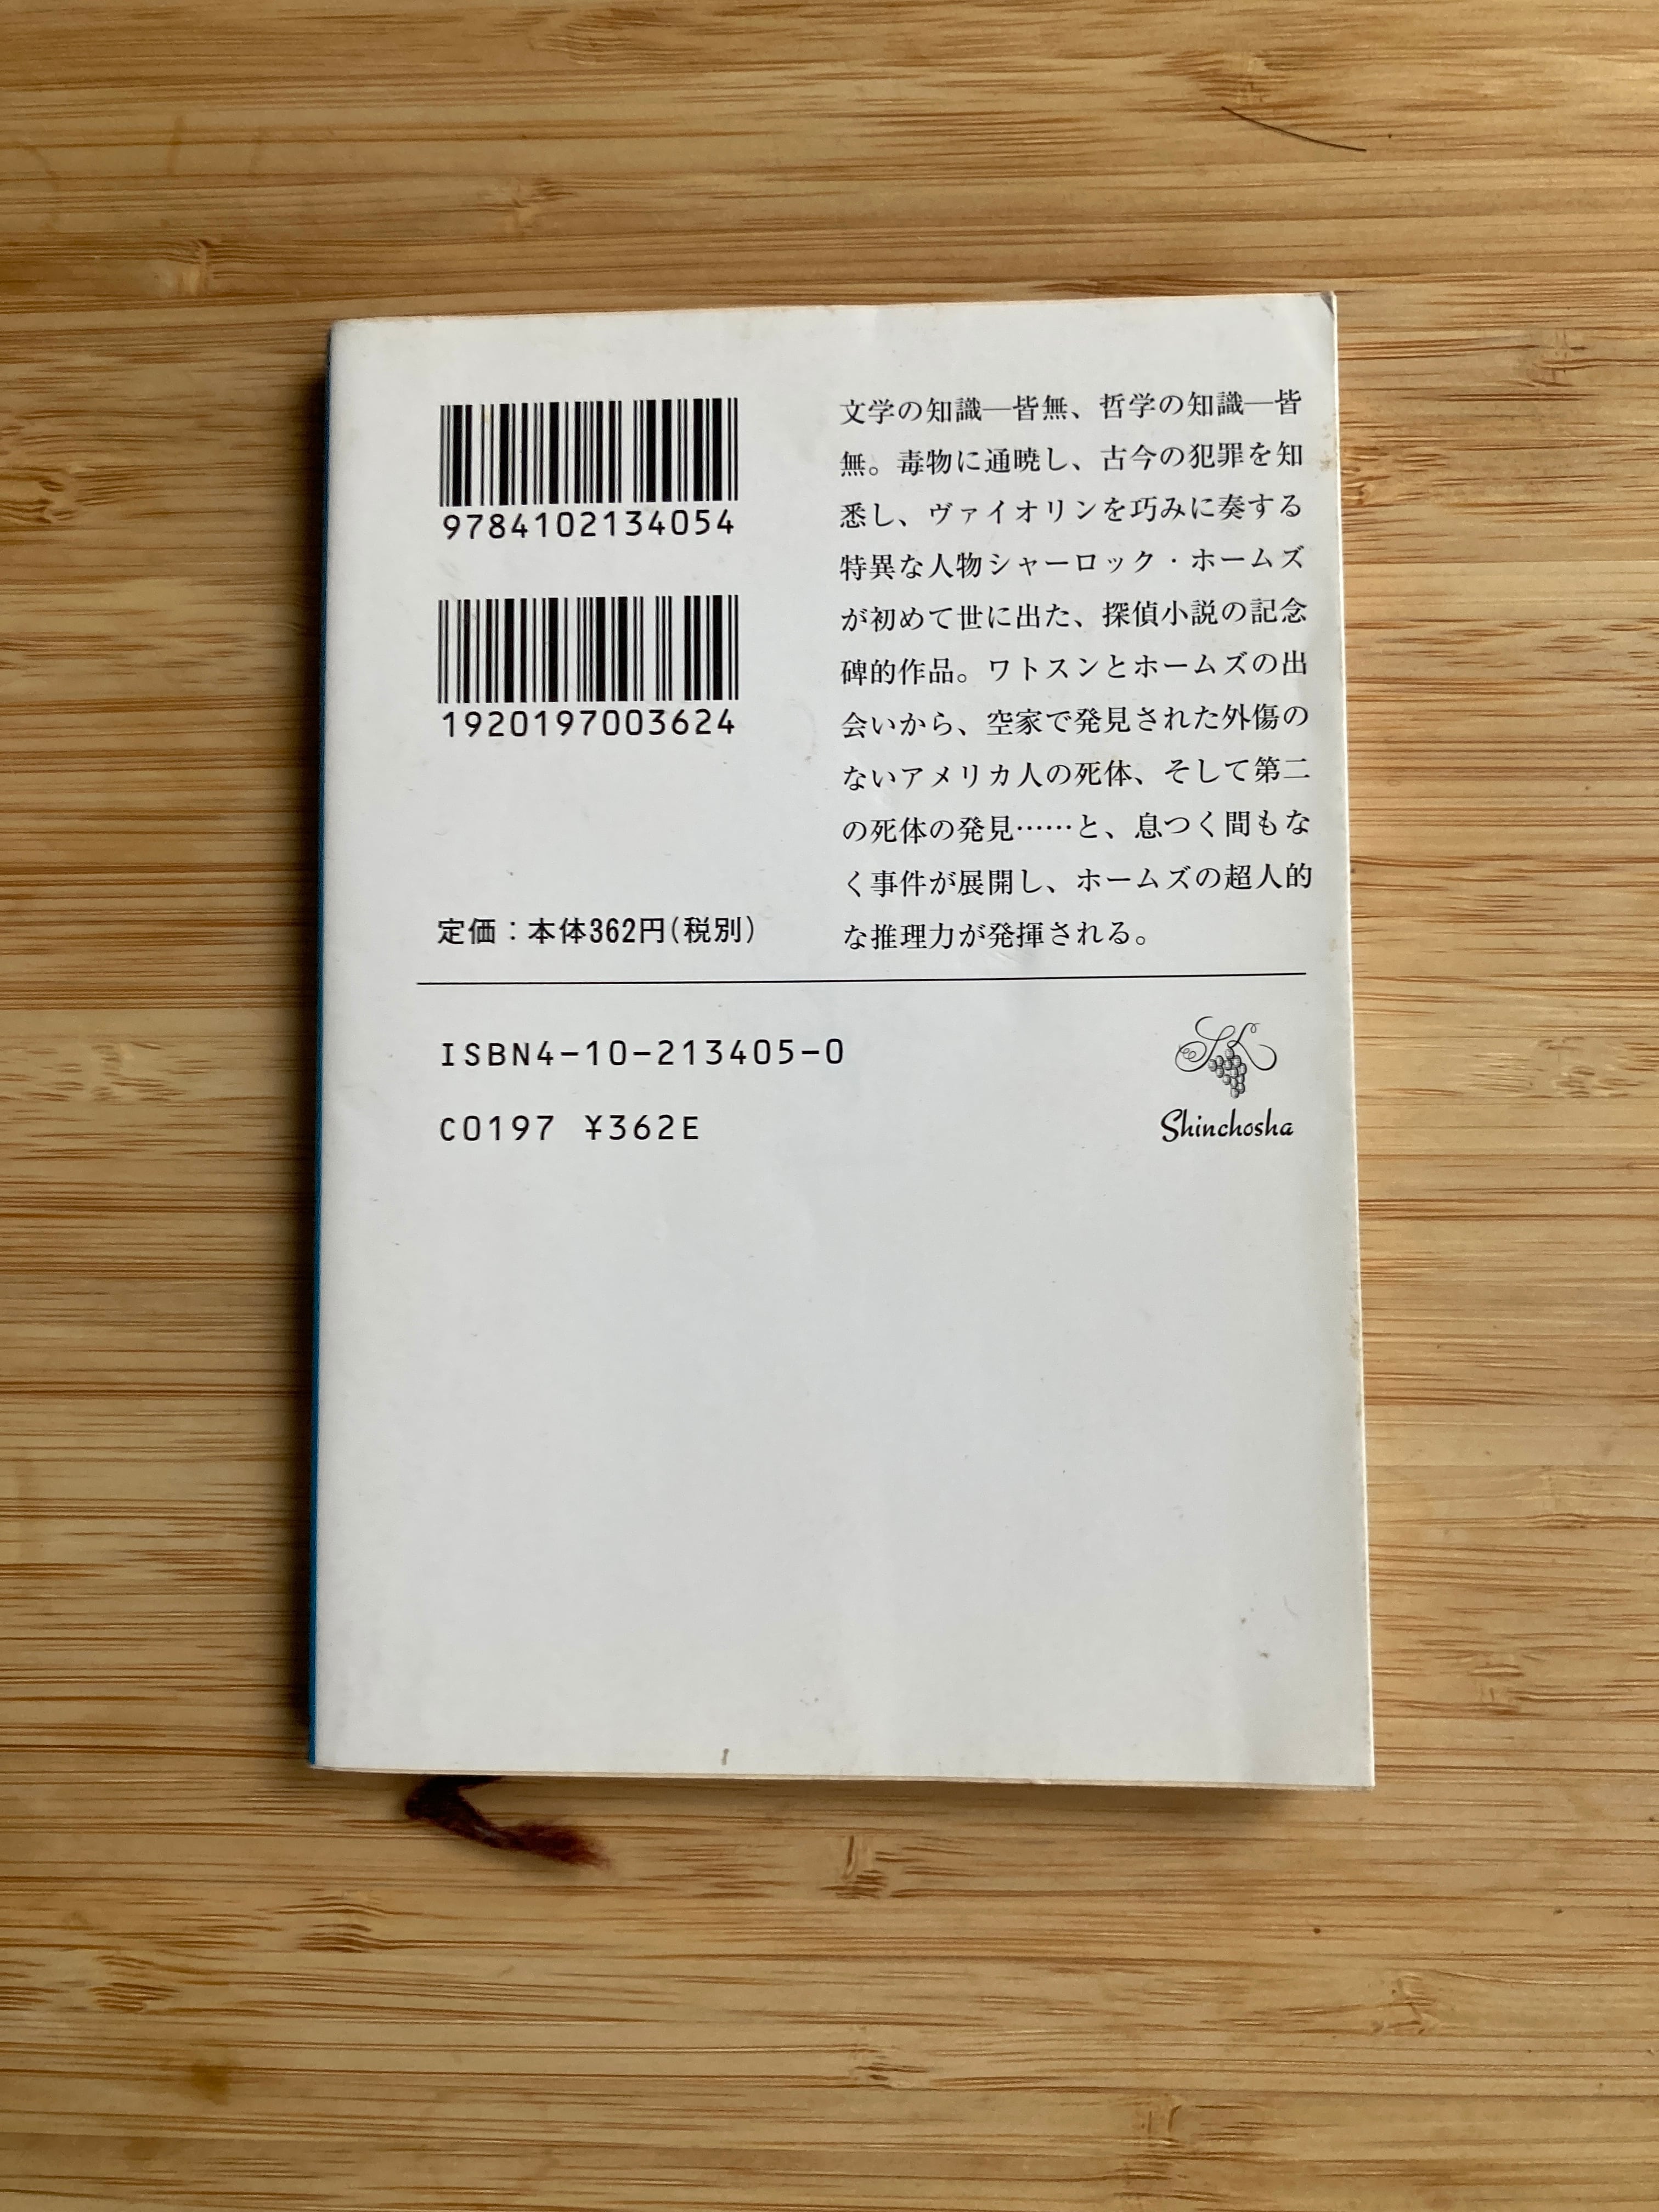 9784102134054
1920197003624
定価：本体362円(税別)
文学の知識―皆無、哲学の知識―皆
無。毒物に通暁し、古今の犯罪を知
悉し、ヴァイオリンを巧みに奏する
特異な人物シャーロック・ホームズ
が初めて世に出た、探偵小説の記念
碑的作品。ワトスンとホームズの出
会いから、空家で発見された外傷の
ないアメリカ人の死体、そして第二
の死体の発見……と、息つく間もな
く事件が展開し、ホームズの超人的
な推理力が発揮される。
ISBN4-10-213405-0
C0197 ¥362E
Shinchosha